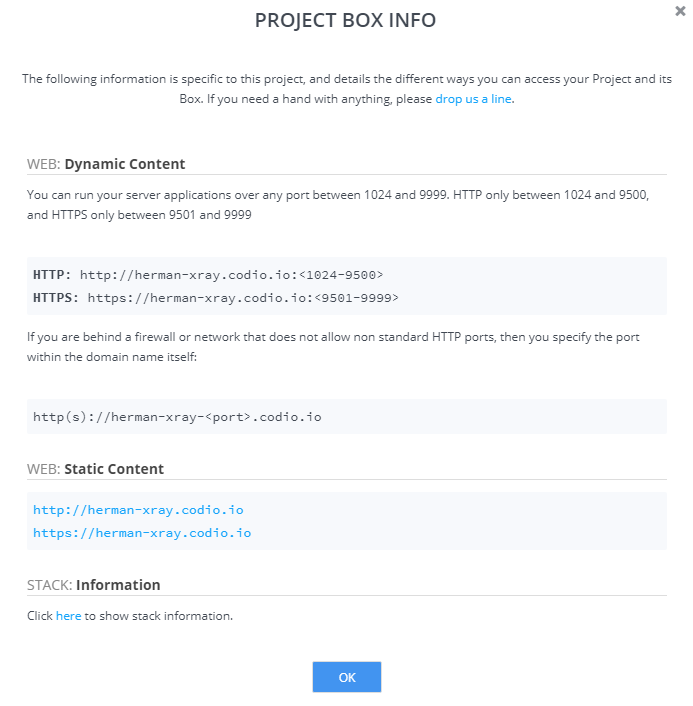 PROJECT BOX INFO
The following information is specific to this project, and details the different ways you can access your Project and its
Box. If you need a hand with anything, please drop us a line.
WEB: Dynamic Content
You can run your server applications over any port between 1024 and 9999. HTTP only between 1024 and 9500,
and HTTPS only between 9501 and 9999
HTTP: http://herman-xray.codio.io:<1024-9500>
HTTPS: https://herman-xray.codio.io:<9501-9999>
If you are behind a firewall or network that does not allow non standard HTTP ports, then you specify the port
within the domain name itself:
http(s)://herman-xray-<port>.codio.io
WEB: Static Content
http://herman-xray.codio.io
https://herman-xray.codio.io
STACK: Information
Click here to show stack information.
OK